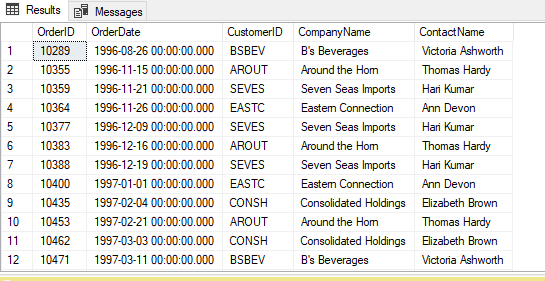 Results Messages
OrderID OrderDate CustomerID CompanyName ContactName
1 10289 1996-08-26 00:00:00.000 BSBEV B's Beverages Victoria Ashworth
2 10355 1996-11-15 00:00:00.000 AROUT Around the Horn Thomas Hardy
3 10359 1996-11-21 00:00:00.000 SEVES Seven Seas Imports Hari Kumar
4 10364 1996-11-26 00:00:00.000 EASTC Eastern Connection Ann Devon
5 10377 1996-12-09 00:00:00.000 SEVES Seven Seas Imports Hari Kumar
6 10383 1996-12-16 00:00:00.000 AROUT Around the Horn Thomas Hardy
7 10388 1996-12-19 00:00:00.000 SEVES Seven Seas Imports Hari Kumar
8 10400 1997-01-01 00:00:00.000 EASTC Eastern Connection Ann Devon
9 10435 1997-02-04 00:00:00.000 CONSH Consolidated Holdings Elizabeth Brown
10 10453 1997-02-21 00:00:00.000 AROUT Around the Horn Thomas Hardy
11 10462 1997-03-03 00:00:00.000 CONSH Consolidated Holdings Elizabeth Brown
12 10471 1997-03-11 00:00:00.000 BSBEV B's Beverages Victoria Ashworth